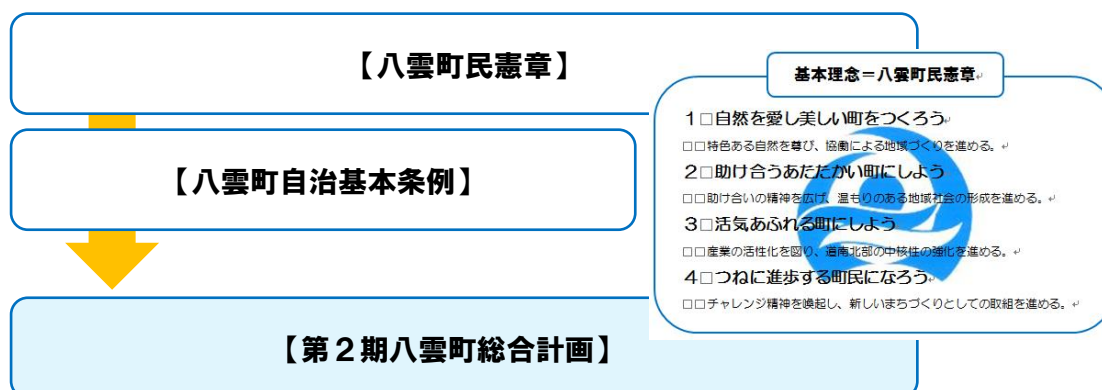 【八雲町民憲章】
【八雲町自治基本条例】
【第2期八雲町総合計画】
基本理念=八雲町民憲章↵
1□自然を愛し美しい町をつくろう↵
□□特色ある自然を尊び、協働による地域づくりを進める。↵
2□助け合うあたたかい町にしよう
□□助け合いの精神を広げ、温もりのある地域社会の形成を進める。↵
3□活気あふれる町にしよう
□□産業の活性化を図り、道南北部の中核性の強化を進める。↵
4□つねに進歩する町民になろう↵
□□チャレンジ精神を喚起し、新しいまちづくりとしての取組を進める。↵